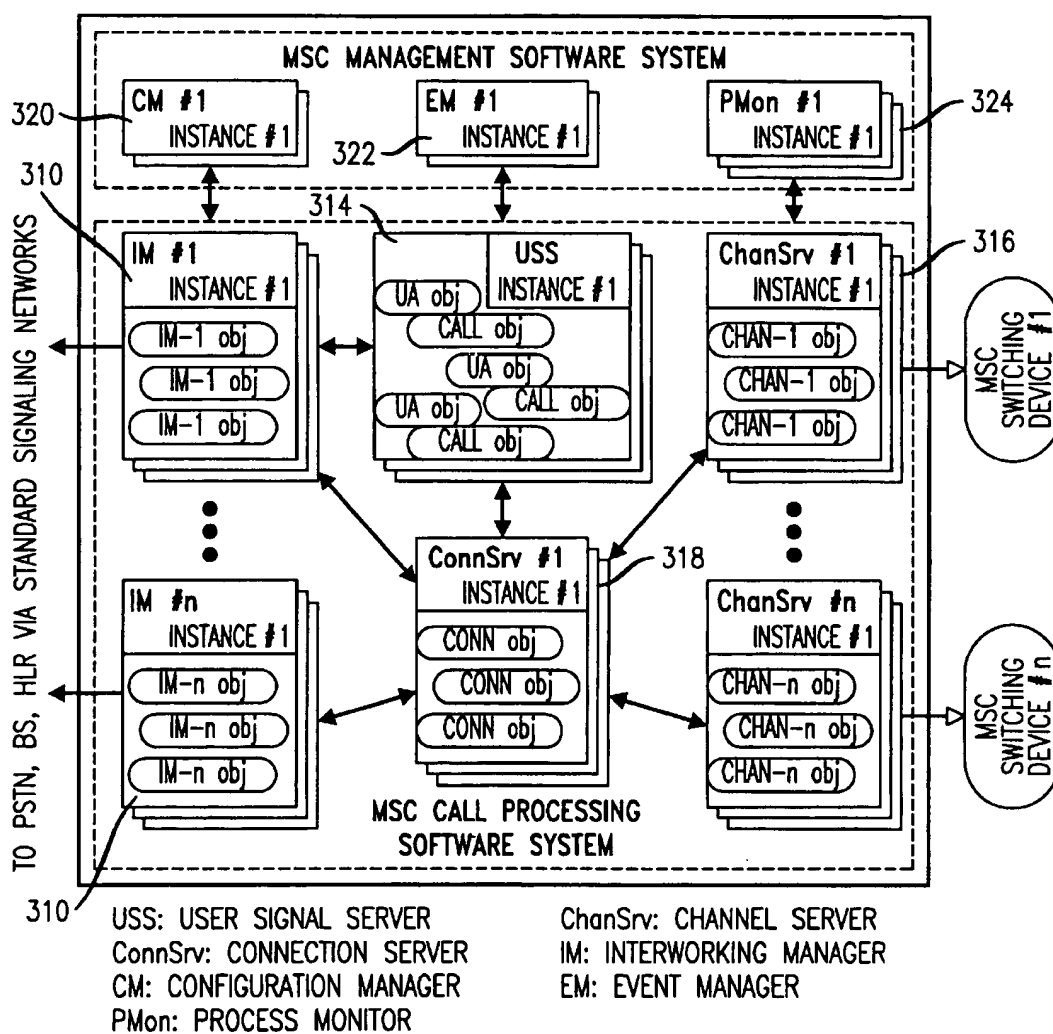 MSC MANAGEMENT SOFTWARE SYSTEM
CM #1
INSTANCE #1
EM #1
INSTANCE #1
PMon #1
INSTANCE #1
320
322
324
310
314
316
IM #1
INSTANCE #1
IM-1 obj
IM-1 obj
IM-1 obj
USS
INSTANCE #1
UA obj
CALL obj
UA obj
CALL obj
UA obj
CALL obj
ChanSrv #1
INSTANCE #1
CHAN-1 obj
CHAN-1 obj
CHAN-1 obj
MSC
SWITCHING
DEVICE #1
TO PSTN, BS, HLR VIA STANDARD SIGNALING NETWORKS
ConnSrv #1
INSTANCE #1
318
CONN obj
CONN obj
CONN obj
IM #n
INSTANCE #1
IM-n obj
IM-n obj
IM-n obj
ChanSrv #n
INSTANCE #1
CHAN-n obj
CHAN-n obj
CHAN-n obj
MSC
SWITCHING
DEVICE #n
MSC CALL PROCESSING
SOFTWARE SYSTEM
310
USS: USER SIGNAL SERVER
ConnSrv: CONNECTION SERVER
CM: CONFIGURATION MANAGER
PMon: PROCESS MONITOR
ChanSrv: CHANNEL SERVER
IM: INTERWORKING MANAGER
EM: EVENT MANAGER